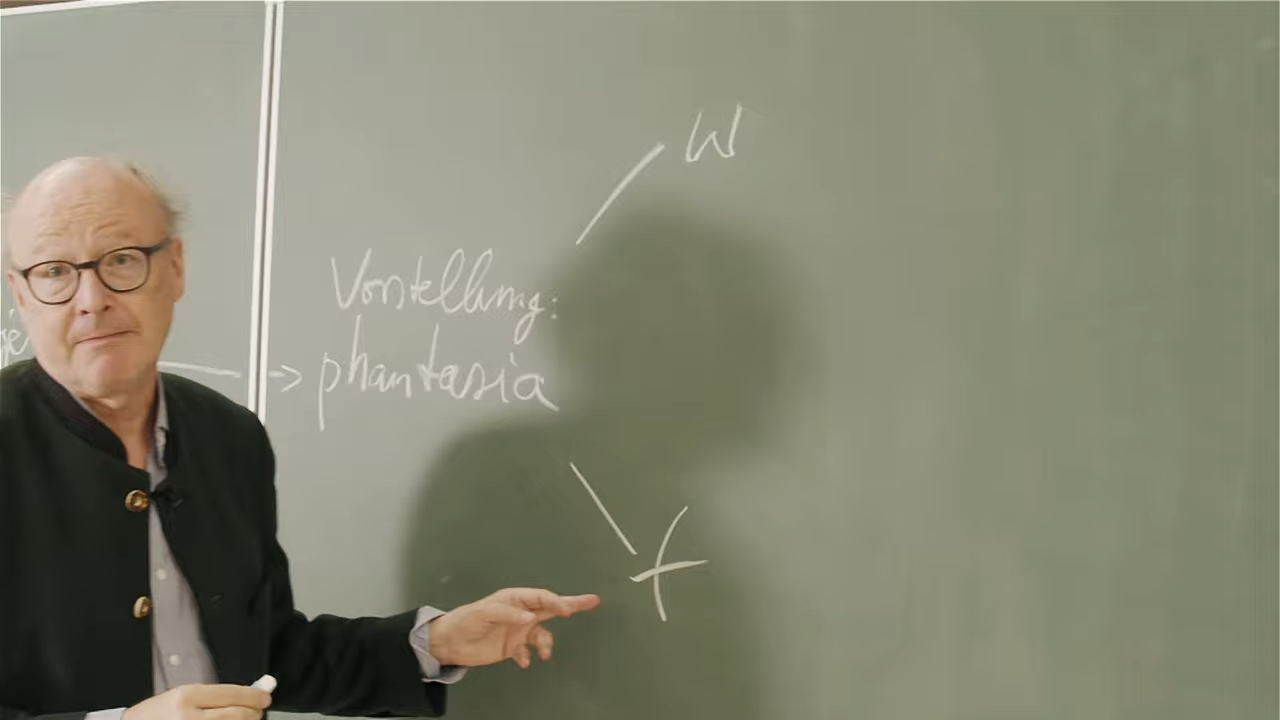 W
Vorstellung:
→ phantasia
f